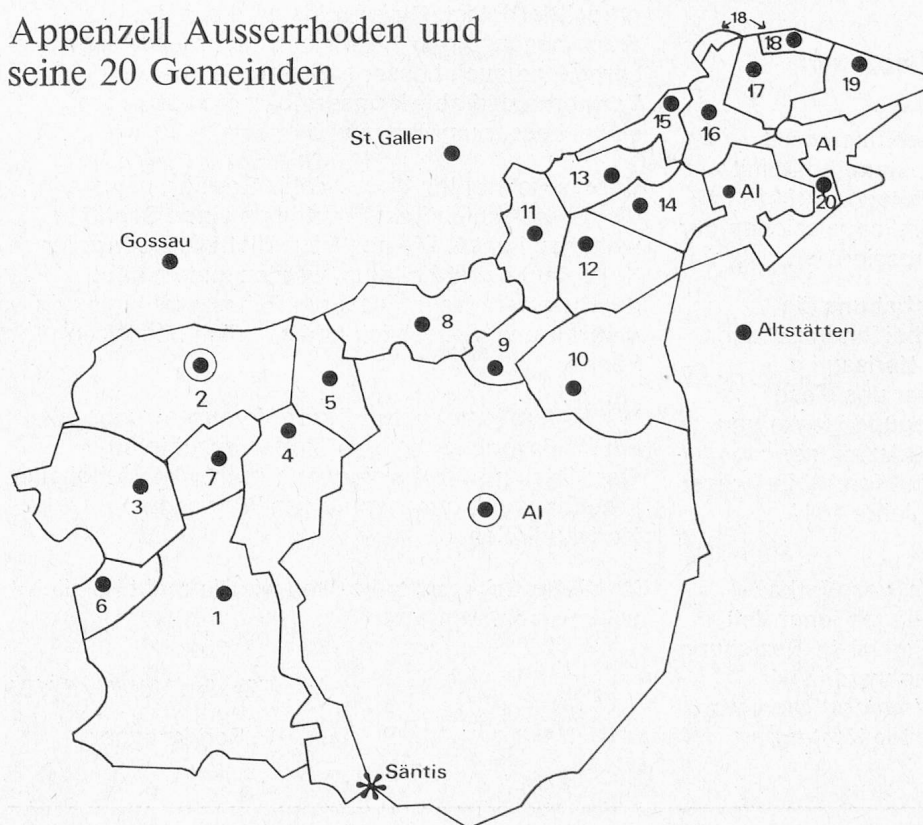 Appenzell Ausserrhoden und
seine 20 Gemeinden
18
18
17
19
15
16
St. Gallen
AI
13
AI
20
14
11
Gossau
12
8
Altstätten
9
10
2
5
4
7
3
AI
6
1
Säntis